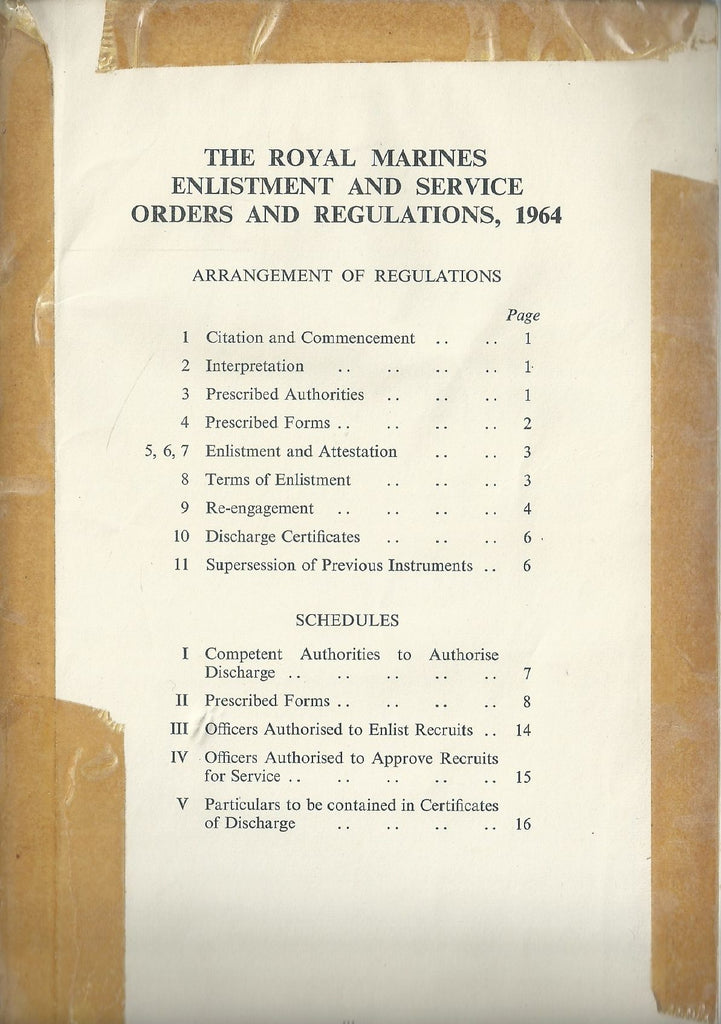 THE ROYAL MARINES
ENLISTMENT AND SERVICE
ORDERS AND REGULATIONS, 1964
ARRANGEMENT OF REGULATIONS
Page
1 Citation and Commencement .. .. 1
2 Interpretation .. .. .. .. 1
3 Prescribed Authorities .. .. .. 1
4 Prescribed Forms .. .. .. .. 2
5, 6, 7 Enlistment and Attestation .. .. 3
8 Terms of Enlistment .. .. .. 3
9 Re-engagement .. .. .. .. 4
10 Discharge Certificates .. .. .. 6
11 Supersession of Previous Instruments .. 6
SCHEDULES
I Competent Authorities to Authorise
Discharge .. .. .. .. .. 7
II Prescribed Forms .. .. .. .. 8
III Officers Authorised to Enlist Recruits .. 14
IV Officers Authorised to Approve Recruits
for Service .. .. .. .. .. 15
V Particulars to be contained in Certificates
of Discharge .. .. .. .. 16